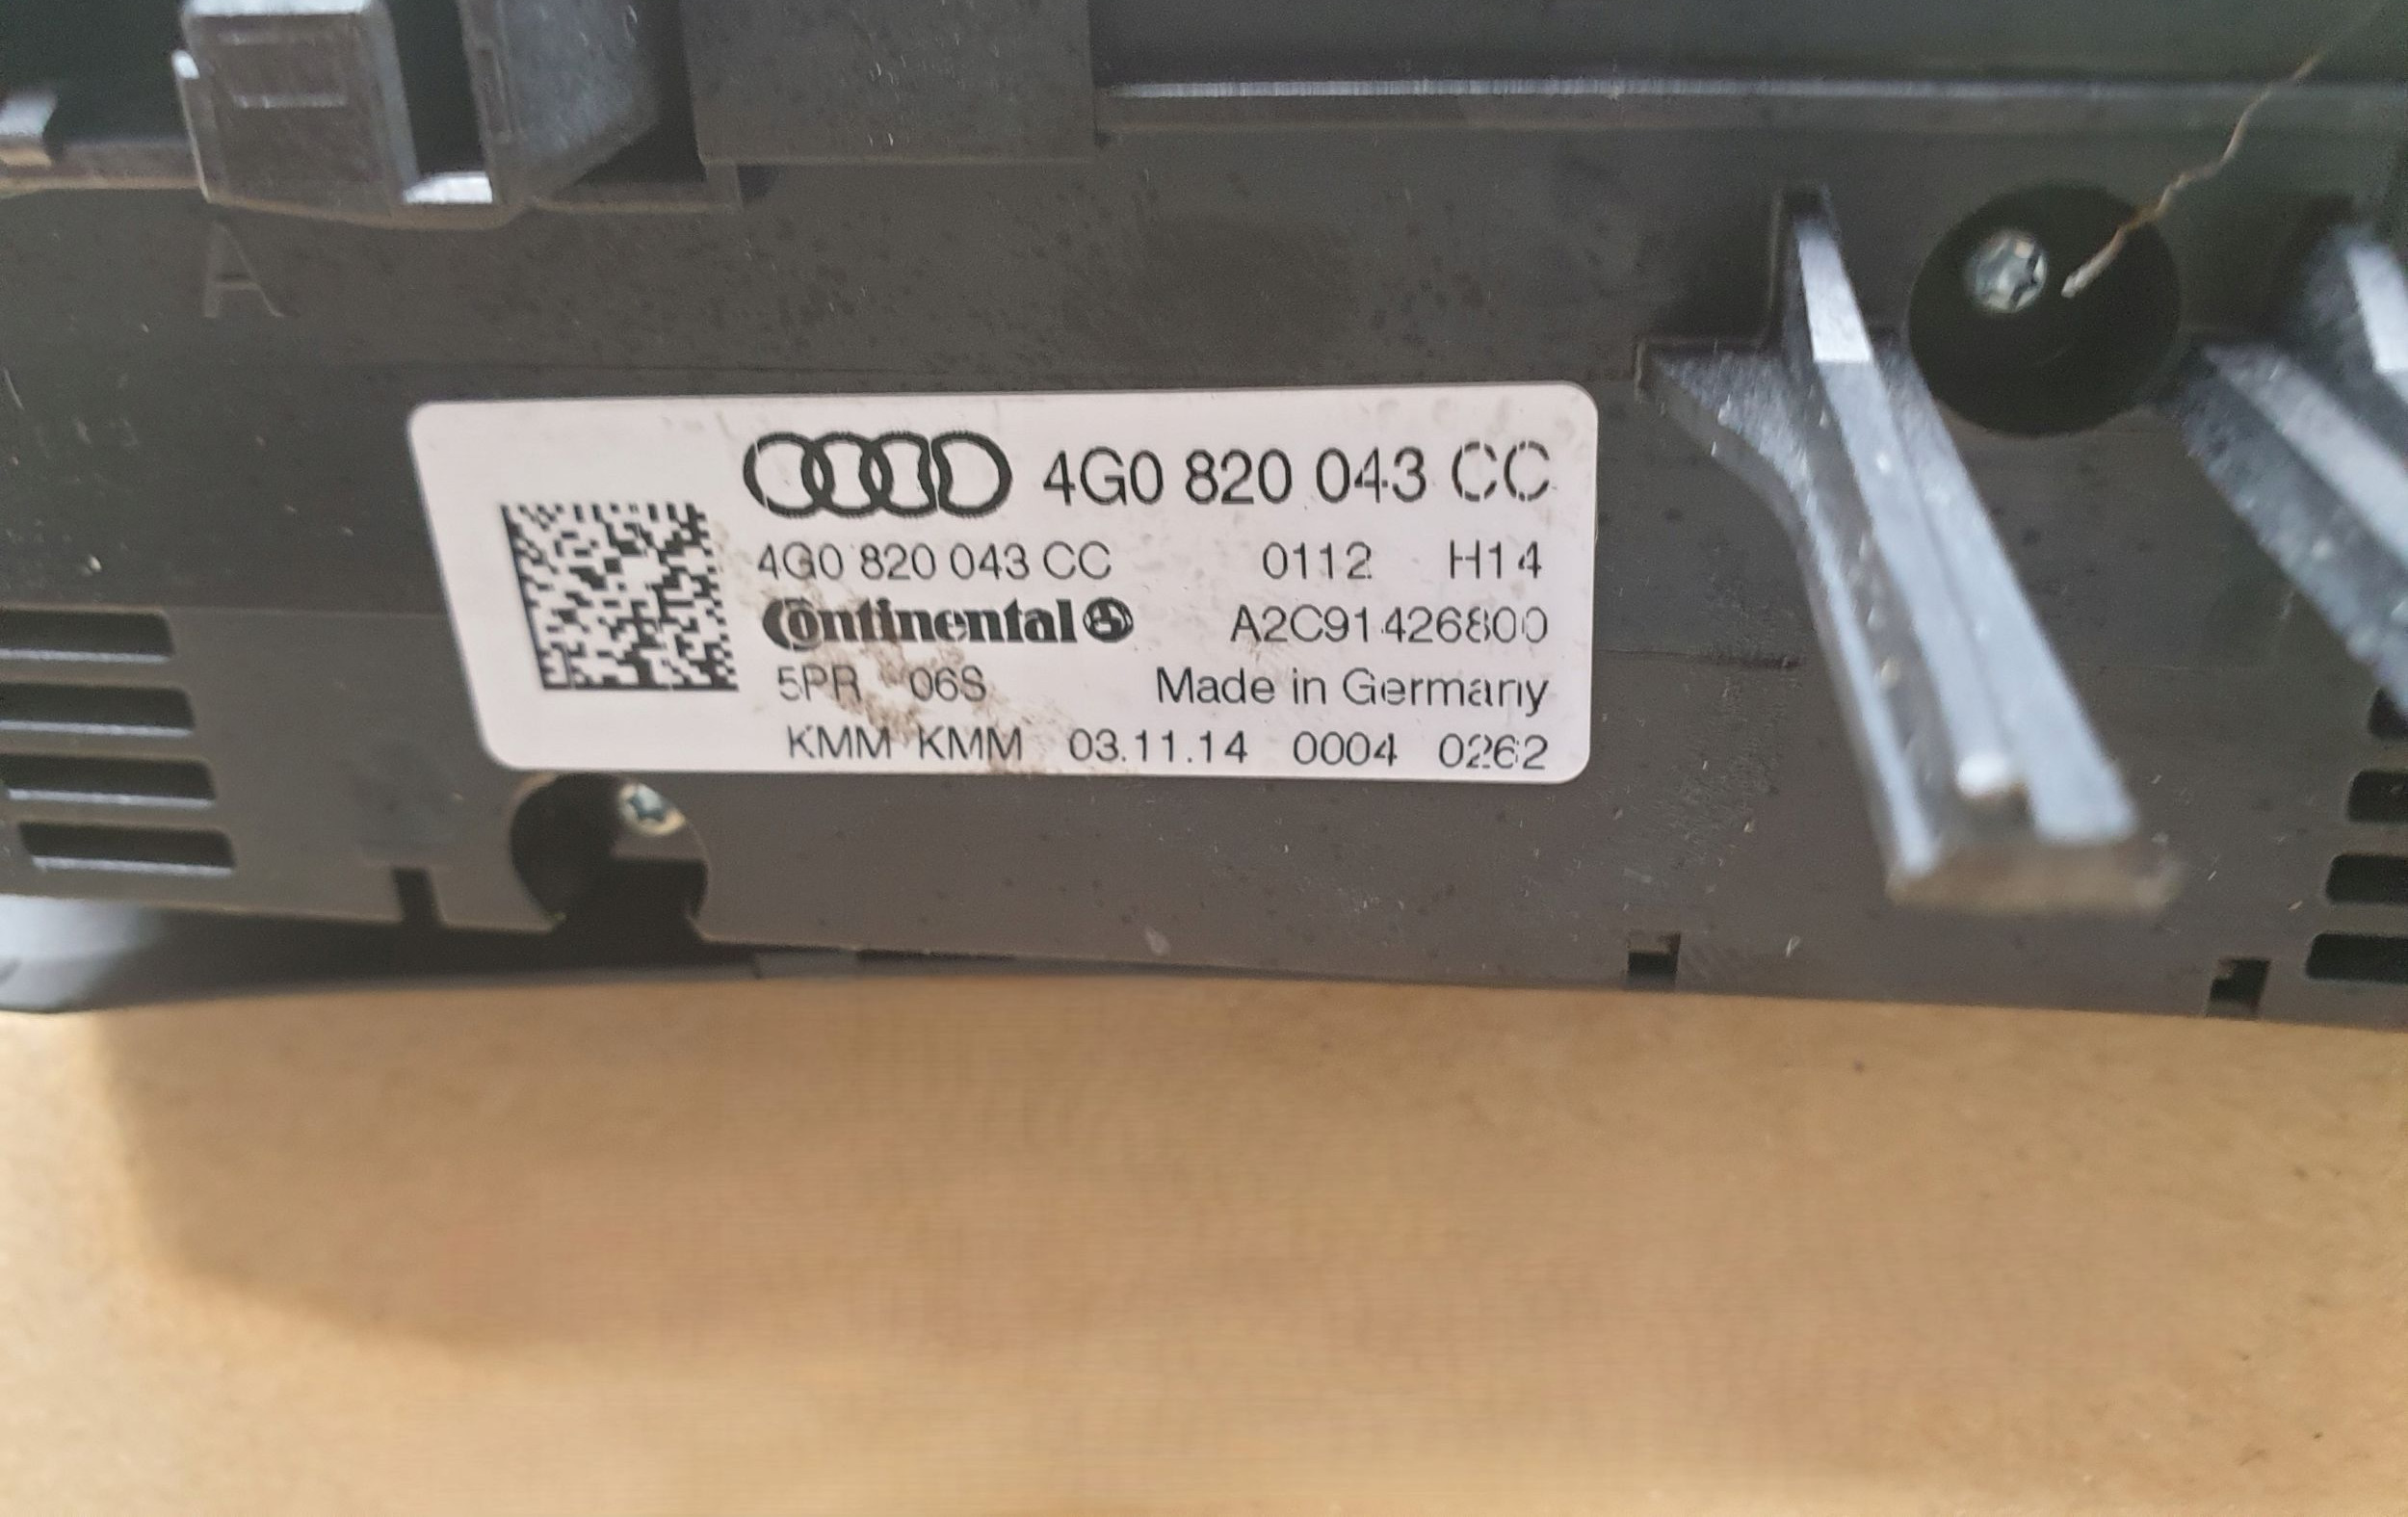 A
4G0 820 043 CC
4G0 820 043 CC 0112 H14
Continental A2C91426800
5PR 06S Made in Germany
KMM KMM 03.11.14 0004 0262